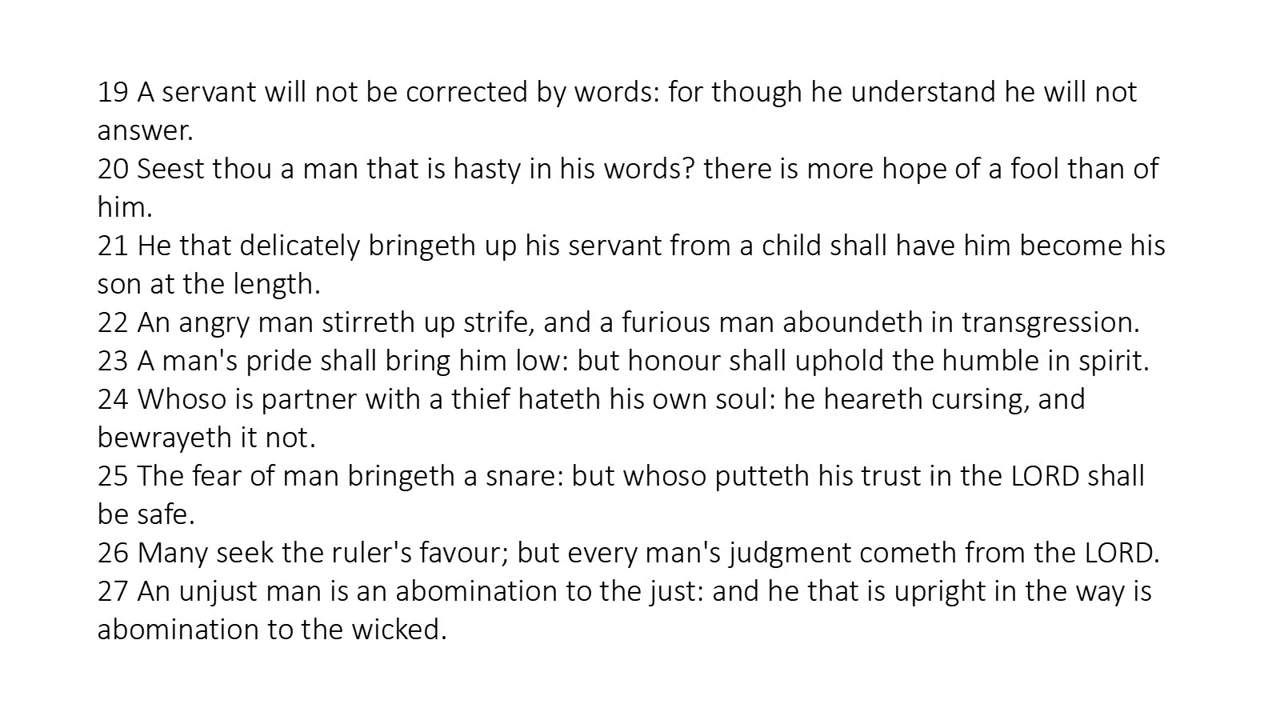 19 A servant will not be corrected by words: for though he understand he will not
answer.
20 Seest thou a man that is hasty in his words? there is more hope of a fool than of
him.
21 He that delicately bringeth up his servant from a child shall have him become his
son at the length.
22 An angry man stirreth up strife, and a furious man aboundeth in transgression.
23 A man's pride shall bring him low: but honour shall uphold the humble in spirit.
24 Whoso is partner with a thief hateth his own soul: he heareth cursing, and
bewrayeth it not.
25 The fear of man bringeth a snare: but whoso putteth his trust in the LORD shall
be safe.
26 Many seek the ruler's favour; but every man's judgment cometh from the LORD.
27 An unjust man is an abomination to the just: and he that is upright in the way is
abomination to the wicked.